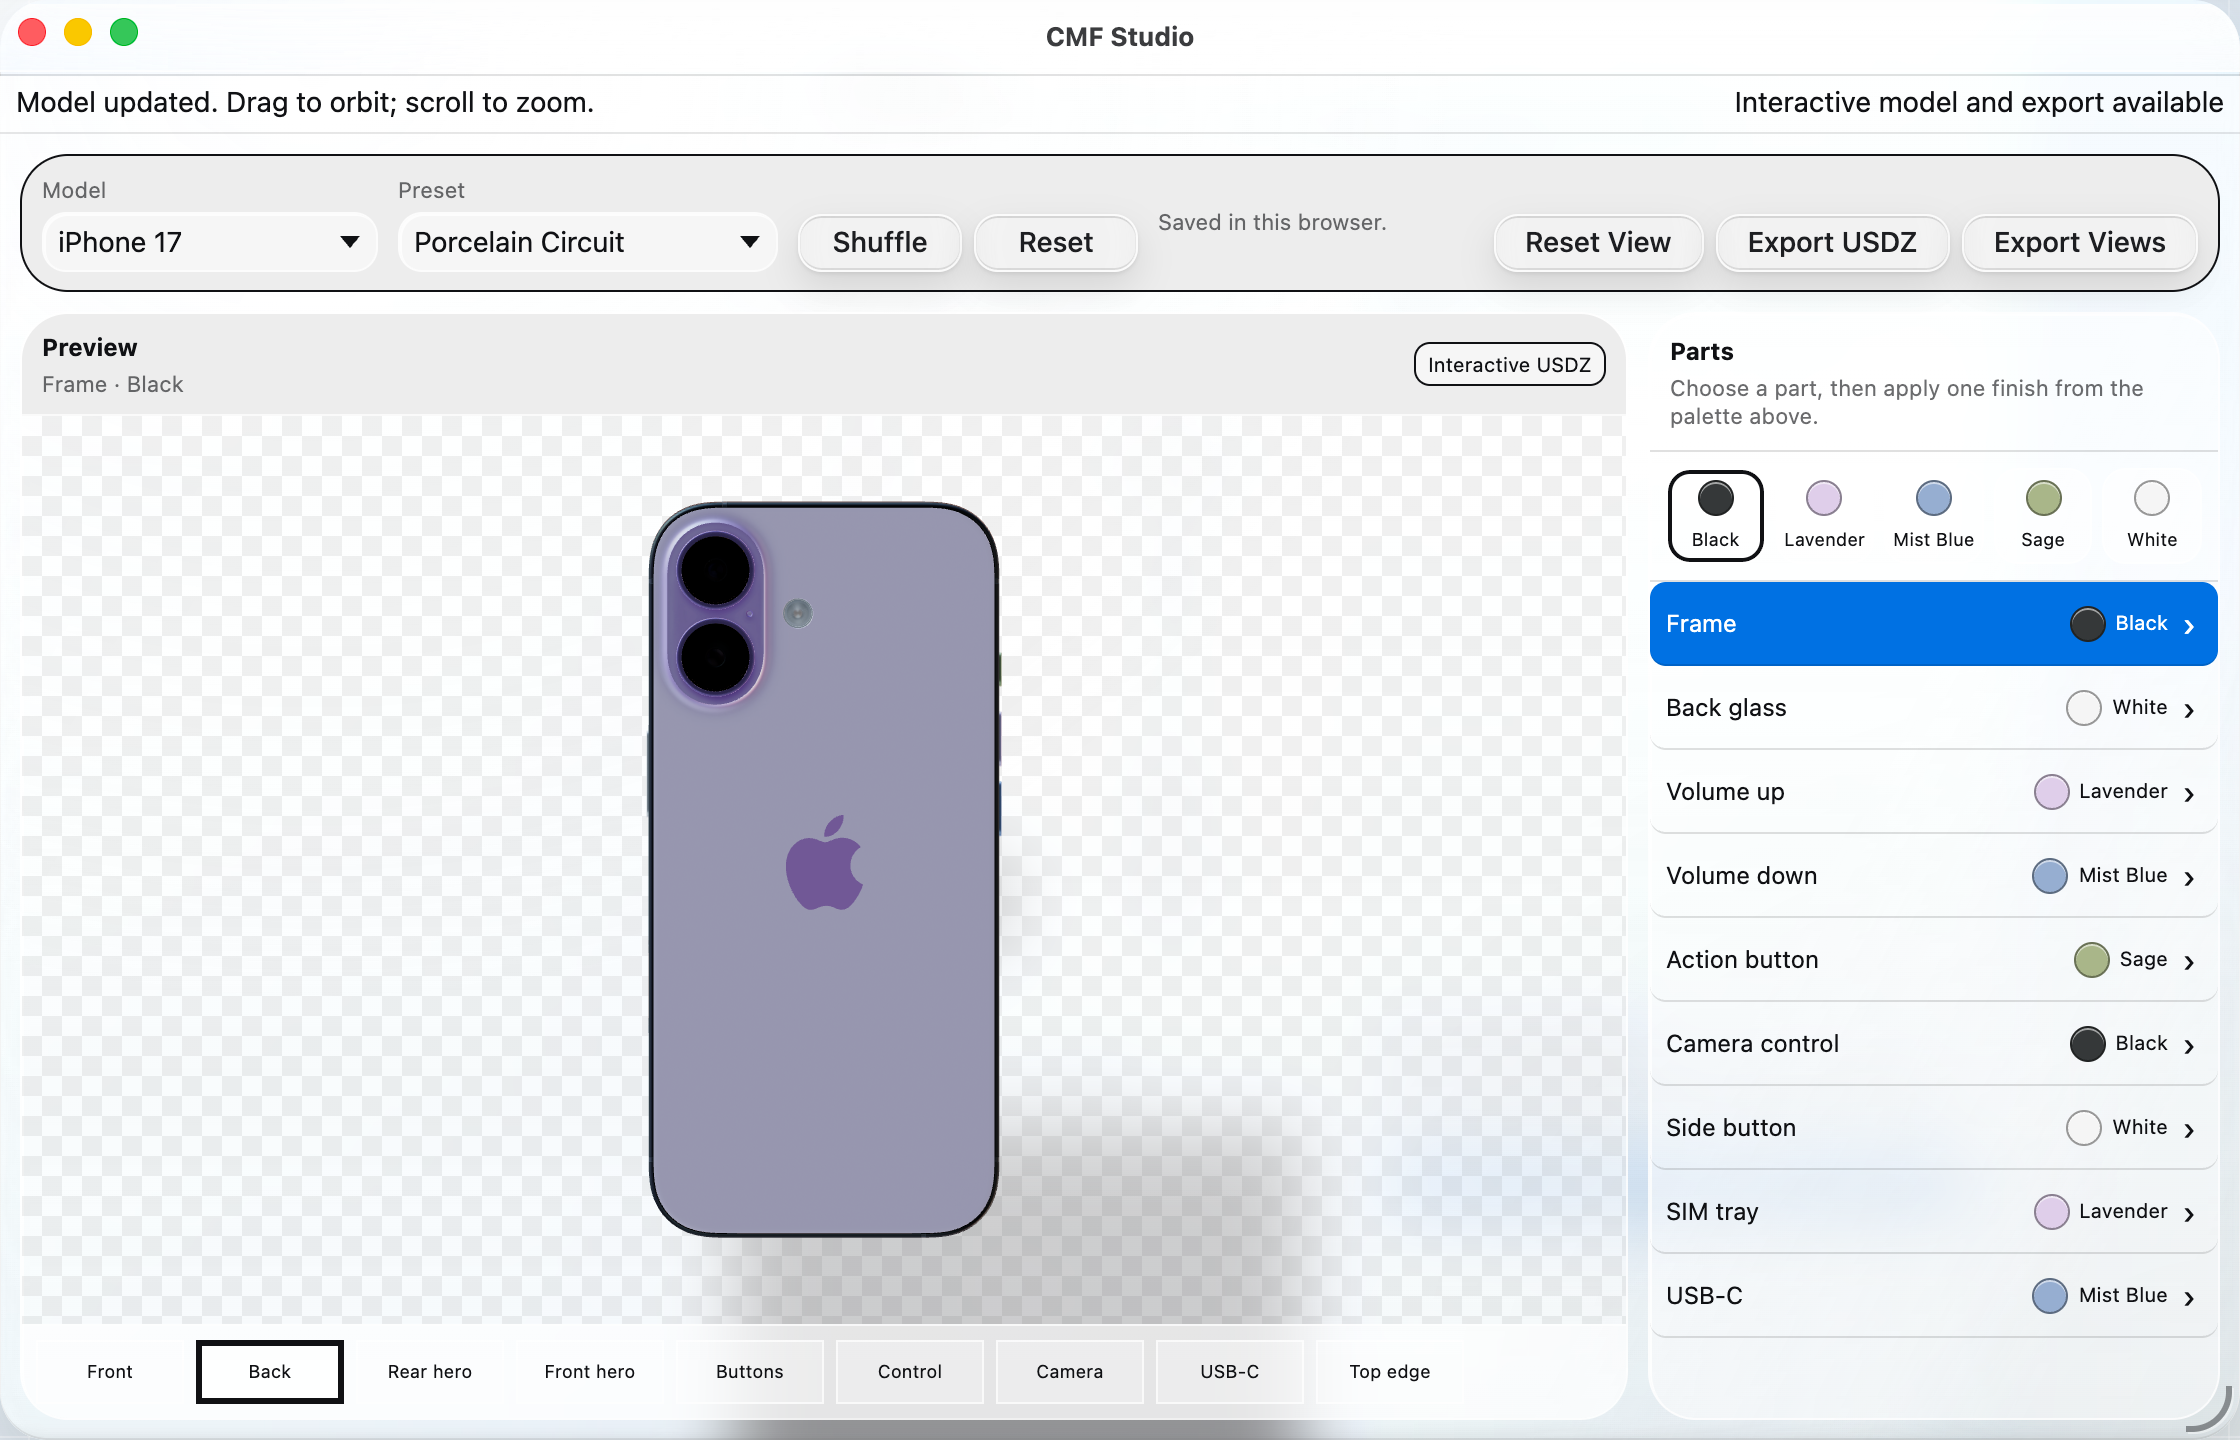 CMF Studio
Model updated. Drag to orbit; scroll to zoom.
Interactive model and export available
Model
Preset
iPhone 17
Porcelain Circuit
Shuffle
Reset
Saved in this browser.
Reset View
Export USDZ
Export Views
Preview
Frame · Black
Interactive USDZ
Parts
Choose a part, then apply one finish from the
palette above.
Black
Lavender
Mist Blue
Sage
White
Frame
Black
Back glass
White
Volume up
Lavender
Volume down
Mist Blue
Action button
Sage
Camera control
Black
Side button
White
SIM tray
Lavender
USB-C
Mist Blue
Front
Back
Rear hero
Front hero
Buttons
Control
Camera
USB-C
Top edge